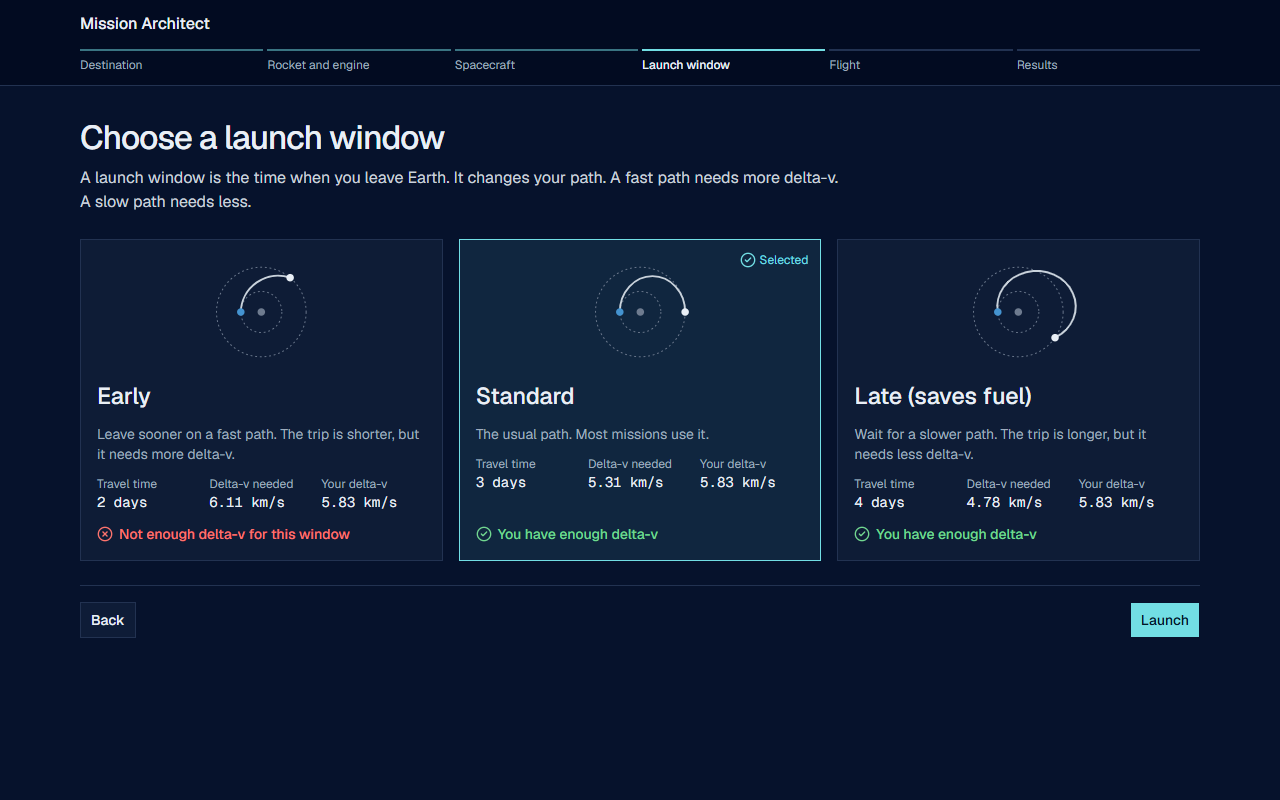 Mission Architect
Destination
Rocket and engine
Spacecraft
Launch window
Flight
Results
Choose a launch window
A launch window is the time when you leave Earth. It changes your path. A fast path needs more delta-v.
A slow path needs less.
Early
Leave sooner on a fast path. The trip is shorter, but
it needs more delta-v.
Travel time
2 days
Delta-v needed
6.11 km/s
Your delta-v
5.83 km/s
Not enough delta-v for this window
Selected
Standard
The usual path. Most missions use it.
Travel time
3 days
Delta-v needed
5.31 km/s
Your delta-v
5.83 km/s
You have enough delta-v
Late (saves fuel)
Wait for a slower path. The trip is longer, but it
needs less delta-v.
Travel time
4 days
Delta-v needed
4.78 km/s
Your delta-v
5.83 km/s
You have enough delta-v
Back
Launch